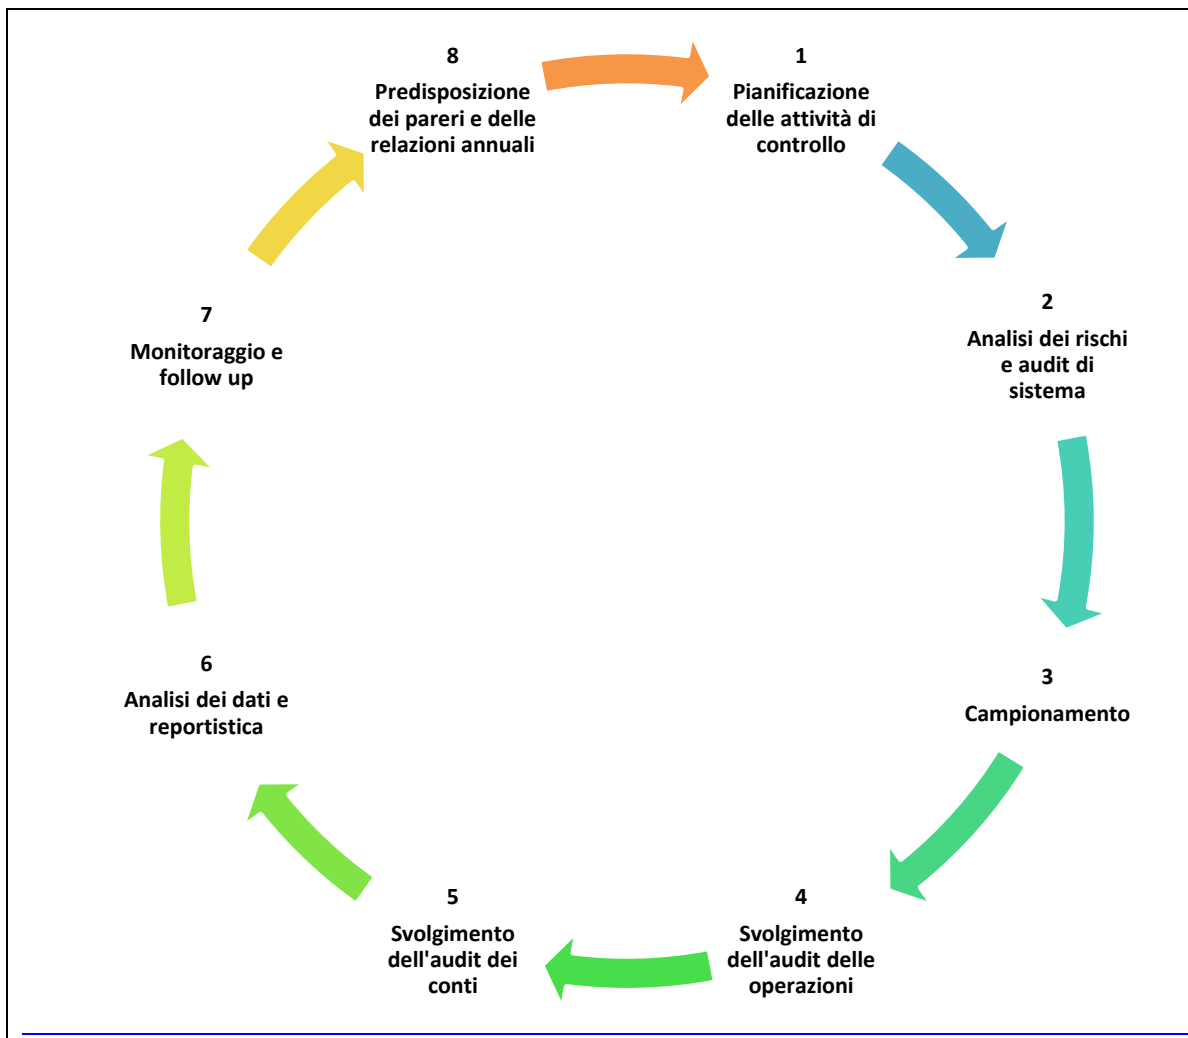 1
Pianificazione
delle attività di
controllo
2
Analisi dei rischi
e audit di
sistema
3
Campionamento
4
Svolgimento
dell'audit delle
operazioni
5
Svolgimento
dell'audit dei
conti
6
Analisi dei dati e
reportistica
7
Monitoraggio e
follow up
8
Predisposizione
dei pareri e delle
relazioni annuali